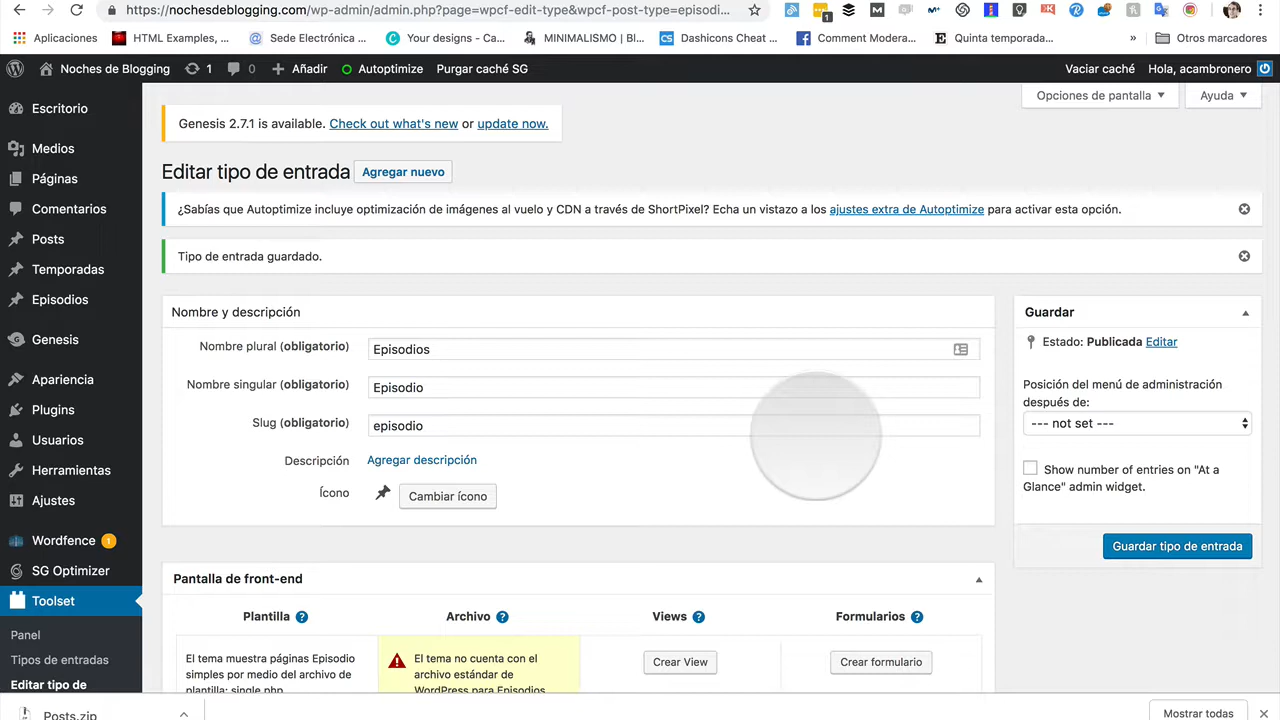 https://nochesdeblogging.com/wp-admin/admin.php?page=wpcf-edit-type&wpcf-post-type=episodi...
Aplicaciones
HTML Examples, ...
Sede Electrónica ...
Your designs - Ca...
MINIMALISMO | Bl...
Dashicons Cheat ...
Comment Modera...
Quinta temporada...
»
Otros marcadores
Noches de Blogging
1
0
Añadir
Autoptimize
Purgar caché SG
Vaciar caché
Hola, acambronero
Opciones de pantalla
Ayuda
Escritorio
Medios
Páginas
Comentarios
Posts
Temporadas
Episodios
Genesis
Apariencia
Plugins
Usuarios
Herramientas
Ajustes
Wordfence 1
SG Optimizer
Toolset
Panel
Tipos de entradas
Editar tipo de
Genesis 2.7.1 is available. Check out what's new or update now.
Editar tipo de entrada
Agregar nuevo
¿Sabías que Autoptimize incluye optimización de imágenes al vuelo y CDN a través de ShortPixel? Echa un vistazo a los ajustes extra de Autoptimize para activar esta opción.
Tipo de entrada guardado.
Nombre y descripción
Nombre plural (obligatorio)
Episodios
Nombre singular (obligatorio)
Episodio
Slug (obligatorio)
episodio
Descripción
Agregar descripción
Ícono
Cambiar ícono
Guardar
Estado: Publicada Editar
Posición del menú de administración
después de:
--- not set ---
Show number of entries on "At a
Glance" admin widget.
Guardar tipo de entrada
Pantalla de front-end
Plantilla ?
Archivo ?
Views ?
Formularios ?
El tema muestra páginas Episodio
simples por medio del archivo de
plantilla: single.php
El tema no cuenta con el
archivo estándar de
WordPress para Episodios
Crear View
Crear formulario
Posts.zip
Mostrar todas